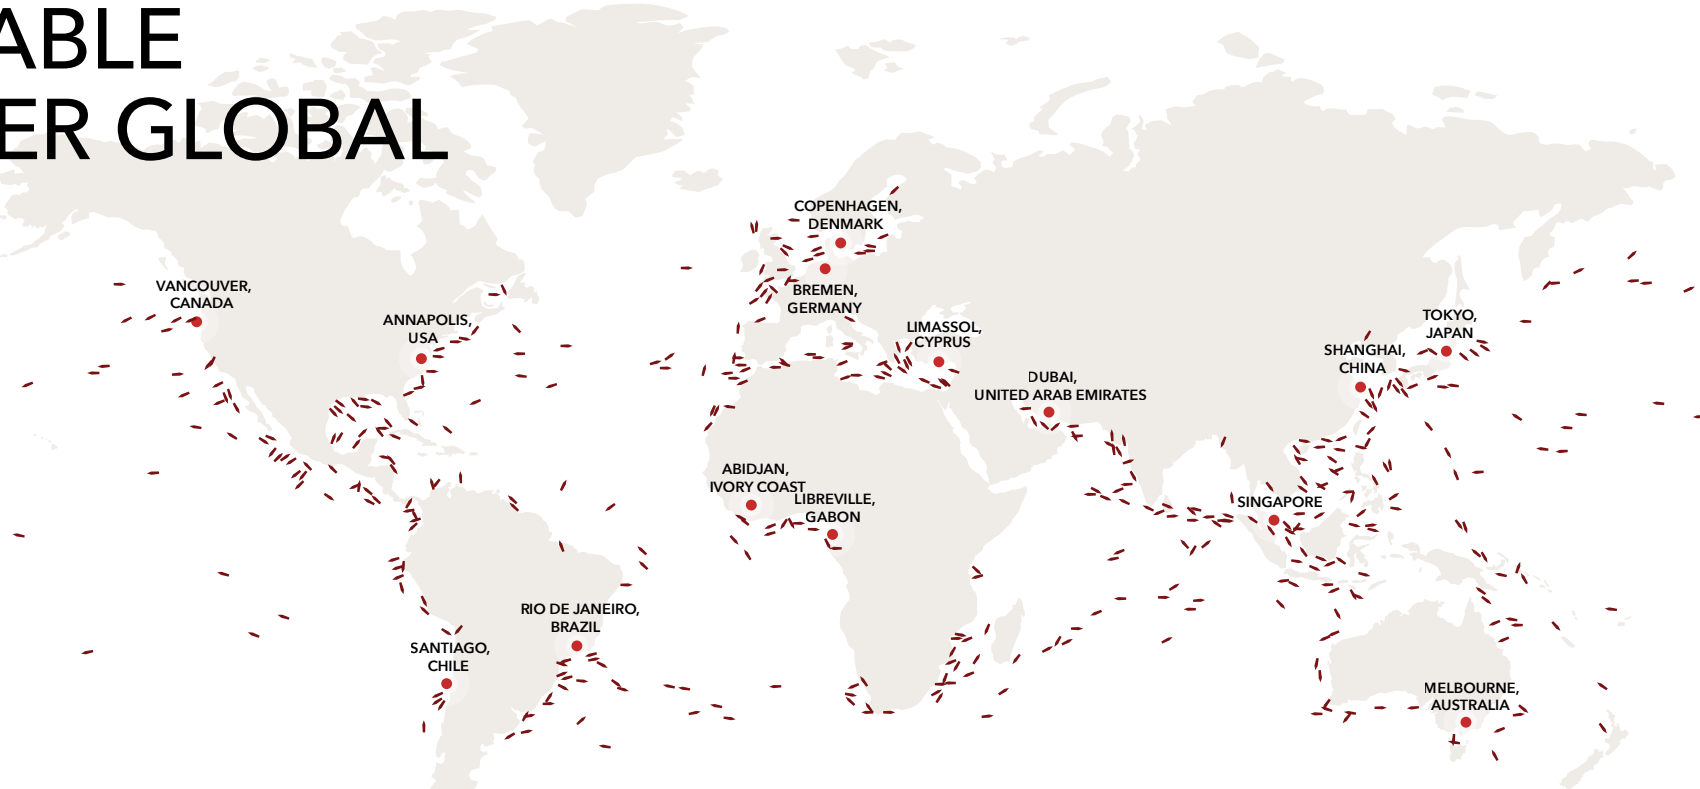 ABLE
ER GLOBAL
COPENHAGEN,
DENMARK
VANCOUVER,
CANADA
BREMEN,
GERMANY
ANNAPOLIS,
USA
LIMASSOL,
CYPRUS
TOKYO,
JAPAN
SHANGHAI,
CHINA
DUBAI,
UNITED ARAB EMIRATES
ABIDJAN,
IVORY COAST
LIBREVILLE,
GABON
SINGAPORE
RIO DE JANEIRO,
BRAZIL
SANTIAGO,
CHILE
MELBOURNE,
AUSTRALIA